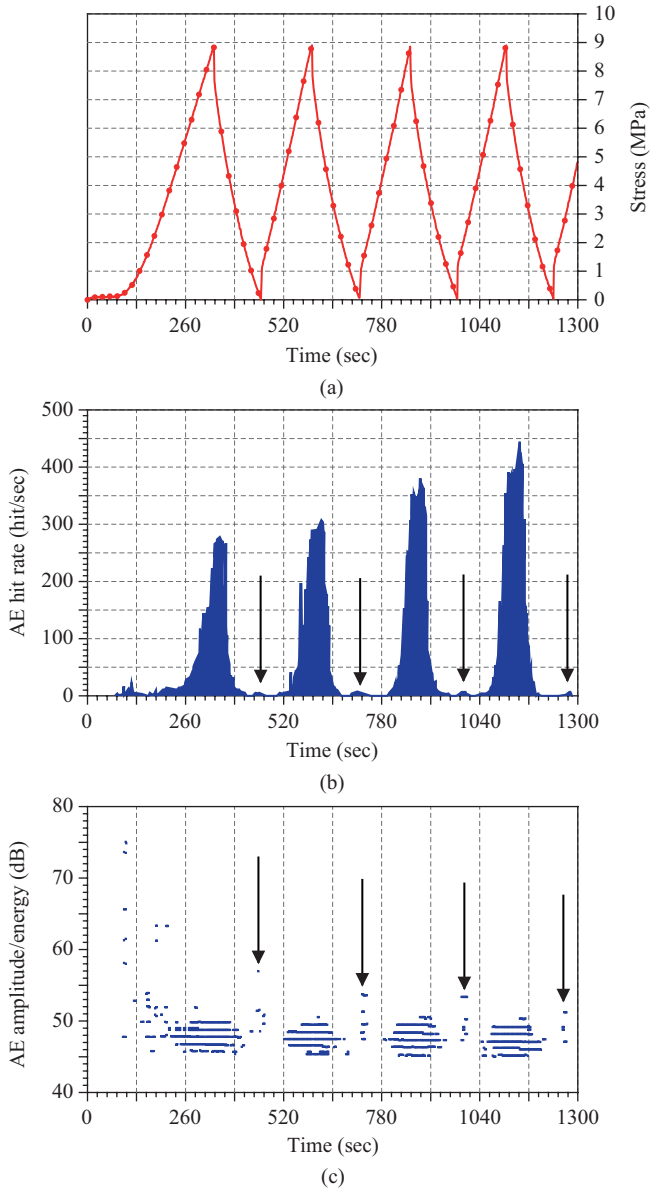 10
9
8
7
6
5
4
3
2
1
0
Stress (MPa)
0 260 520 780 1040 1300
Time (sec)
(a)
500
400
300
200
100
0
AE hit rate (hit/sec)
0 260 520 780 1040 1300
Time (sec)
(b)
80
70
60
50
40
AE amplitude/energy (dB)
0 260 520 780 1040 1300
Time (sec)
(c)